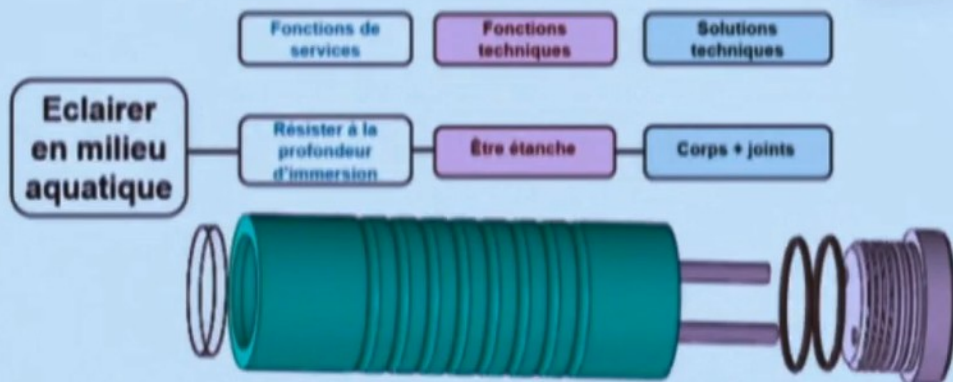 Fonctions de
services
Fonctions
techniques
Solutions
techniques
Eclairer
en milieu
aquatique
Résister à la
profondeur
d'immersion
Être étanche
Corps + joints